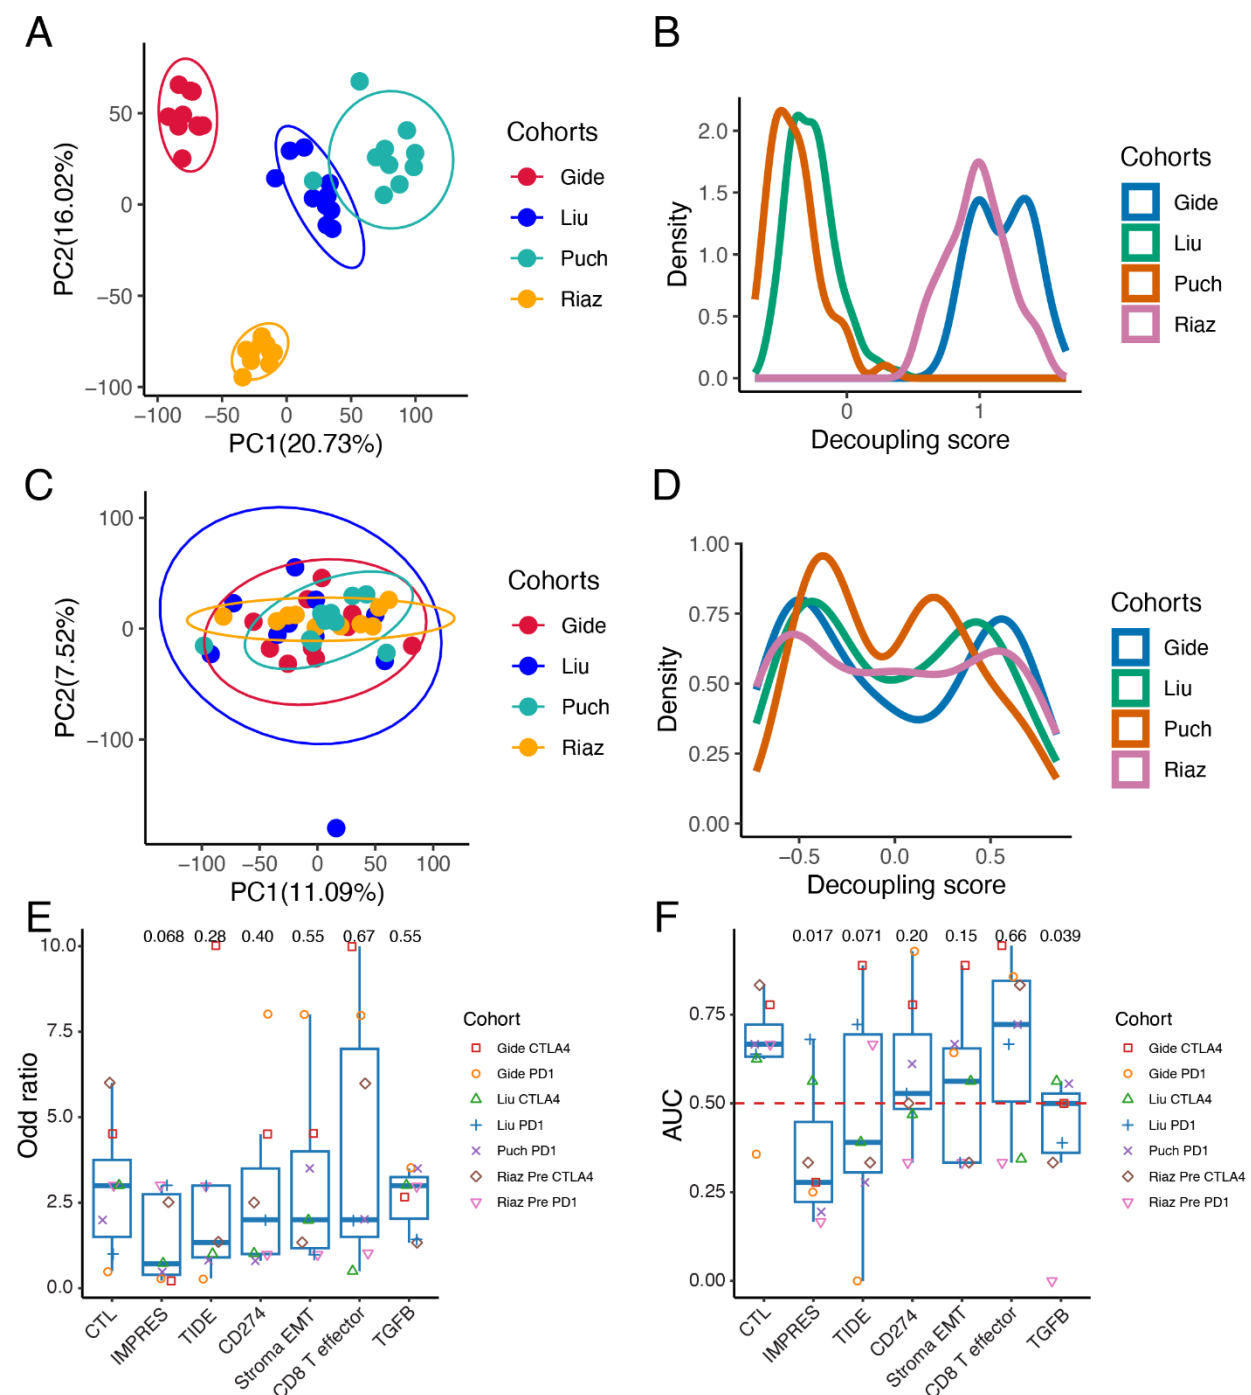 A
50
0
−50
−100
PC2(16.02%)
−100
−50
0
50
100
PC1(20.73%)
Cohorts
Gide
Liu
Puch
Riaz
B
2.0
1.5
1.0
0.5
0.0
Density
0
1
Decoupling score
Cohorts
Gide
Liu
Puch
Riaz
C
100
0
−100
PC2(7.52%)
−100
−50
0
50
100
PC1(11.09%)
Cohorts
Gide
Liu
Puch
Riaz
D
1.00
0.75
0.50
0.25
0.00
Density
−0.5
0.0
0.5
Decoupling score
Cohorts
Gide
Liu
Puch
Riaz
E
0.068 0.28 0.40 0.55 0.67 0.55
10.0
7.5
5.0
2.5
0.0
Odd ratio
CTL
IMPRES
TIDE
CD274
Stroma EMT
CD8 T effector
TGFB
Cohort
Gide CTLA4
Gide PD1
Liu CTLA4
Liu PD1
Puch PD1
Riaz Pre CTLA4
Riaz Pre PD1
F
0.017 0.071 0.20 0.15 0.66 0.039
0.75
0.50
0.25
0.00
AUC
CTL
IMPRES
TIDE
CD274
Stroma EMT
CD8 T effector
TGFB
Cohort
Gide CTLA4
Gide PD1
Liu CTLA4
Liu PD1
Puch PD1
Riaz Pre CTLA4
Riaz Pre PD1